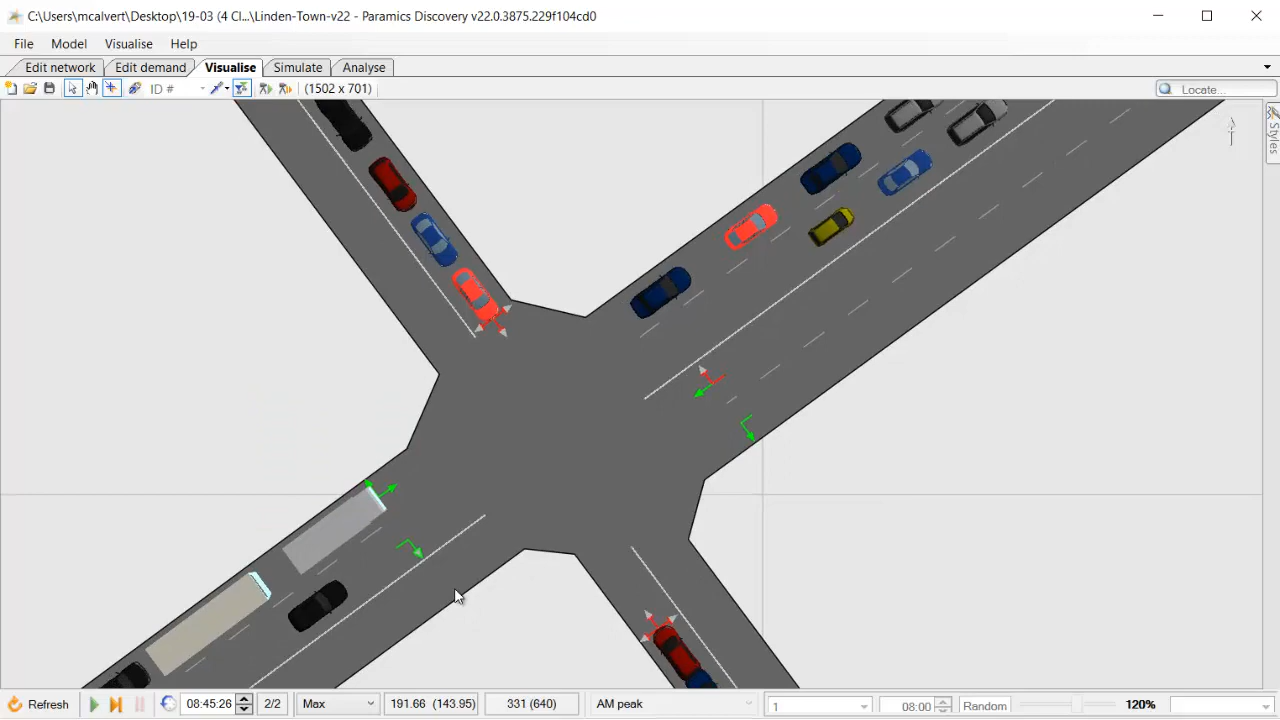 C:\Users\mcalvert\Desktop\19-03 (4 Cl...\Linden-Town-v22 - Paramics Discovery v22.0.3875.229f104cd0
File Model Visualise Help
Edit network Edit demand Visualise Simulate Analyse
ID # (1502 x 701) Locate...
Styles
Refresh 08:45:26 2/2 Max 191.68 (143.95) 331 (640) AM peak 1 08:00 Random 120%